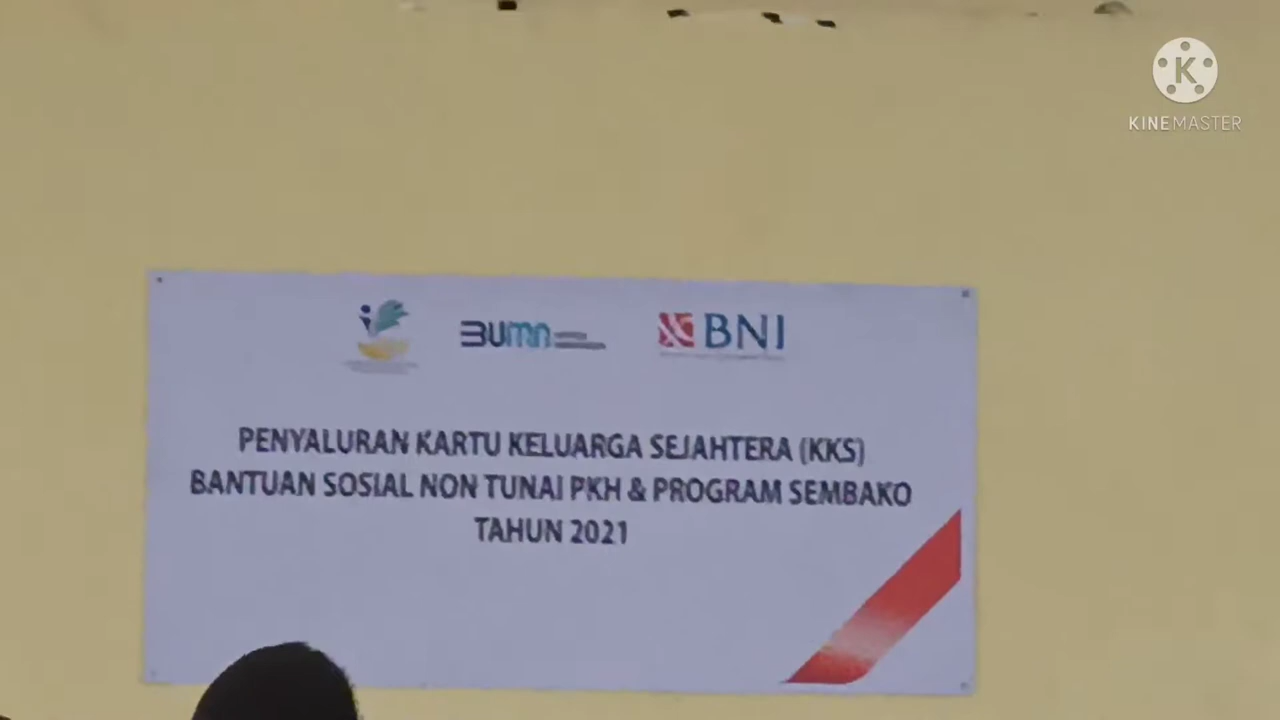 K
KINEMASTER
BUMN
BNI
PENYALURAN KARTU KELUARGA SEJAHTERA (KKS)
BANTUAN SOSIAL NON TUNAI PKH & PROGRAM SEMBAKO
TAHUN 2021